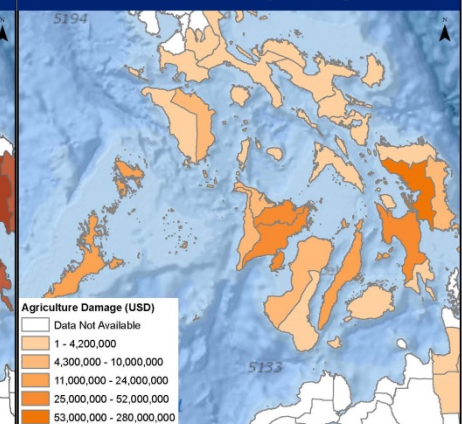 5194
N
N
5133
Agriculture Damage (USD)
Data Not Available
1 - 4,200,000
4,300,000 - 10,000,000
11,000,000 - 24,000,000
25,000,000 - 52,000,000
53,000,000 - 280,000,000